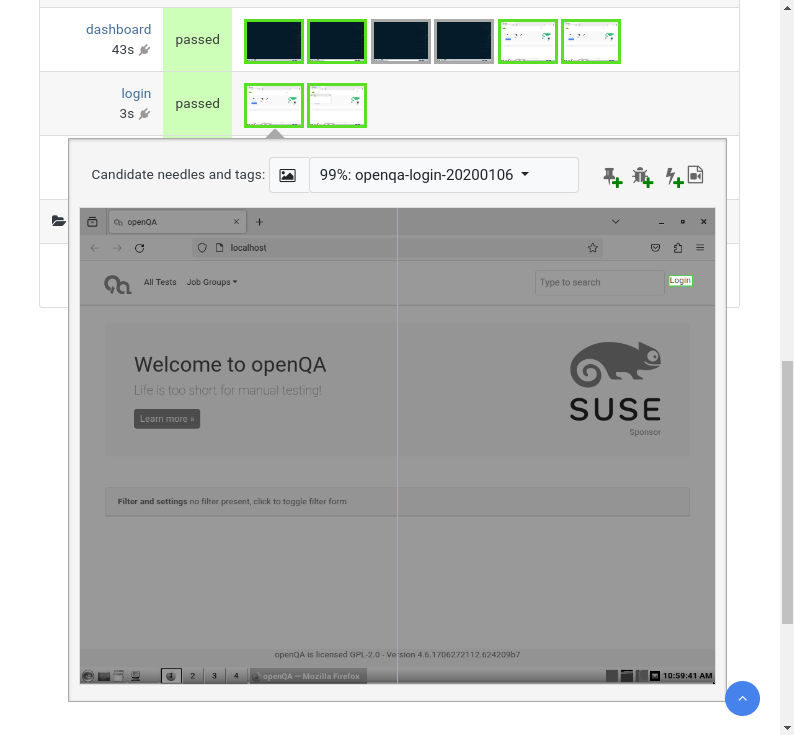 dashboard
43s
passed
login
3s
passed
Candidate needles and tags:
99%: openqa-login-20200106
openQA
localhost
All Tests
Job Groups
Type to search
Login
Welcome to openQA
Life is too short for manual testing!
Learn more »
SUSE
Sponsor
Filter and settings no filter present, click to toggle filter form
openQA is licensed GPL-2.0 - Version 4.6.1706272112.624209b7
1 2 3 4 openQA — Mozilla Firefox 10:59:41 AM